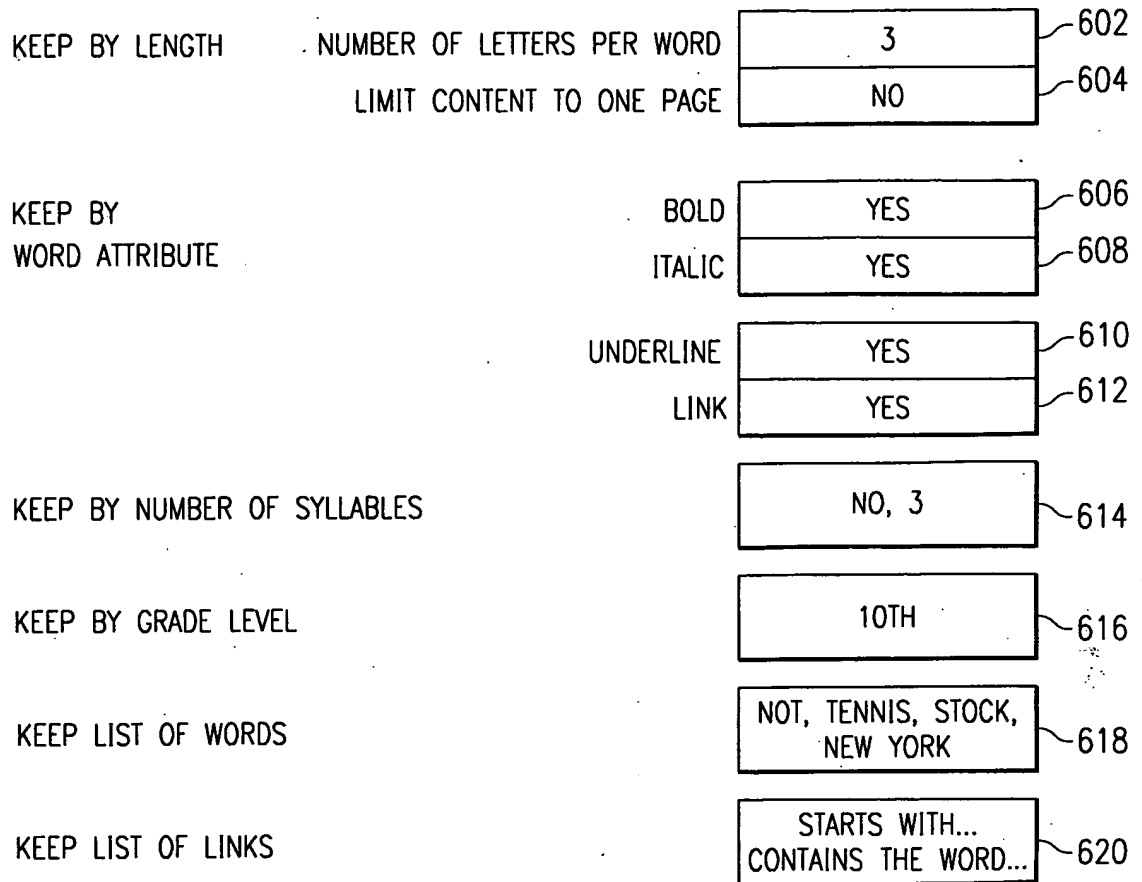 KEEP BY LENGTH NUMBER OF LETTERS PER WORD 3 602
LIMIT CONTENT TO ONE PAGE NO 604
KEEP BY BOLD YES 606
WORD ATTRIBUTE ITALIC YES 608
UNDERLINE YES 610
LINK YES 612
KEEP BY NUMBER OF SYLLABLES NO, 3 614
KEEP BY GRADE LEVEL 10TH 616
KEEP LIST OF WORDS NOT, TENNIS, STOCK,
NEW YORK 618
KEEP LIST OF LINKS STARTS WITH...
CONTAINS THE WORD... 620